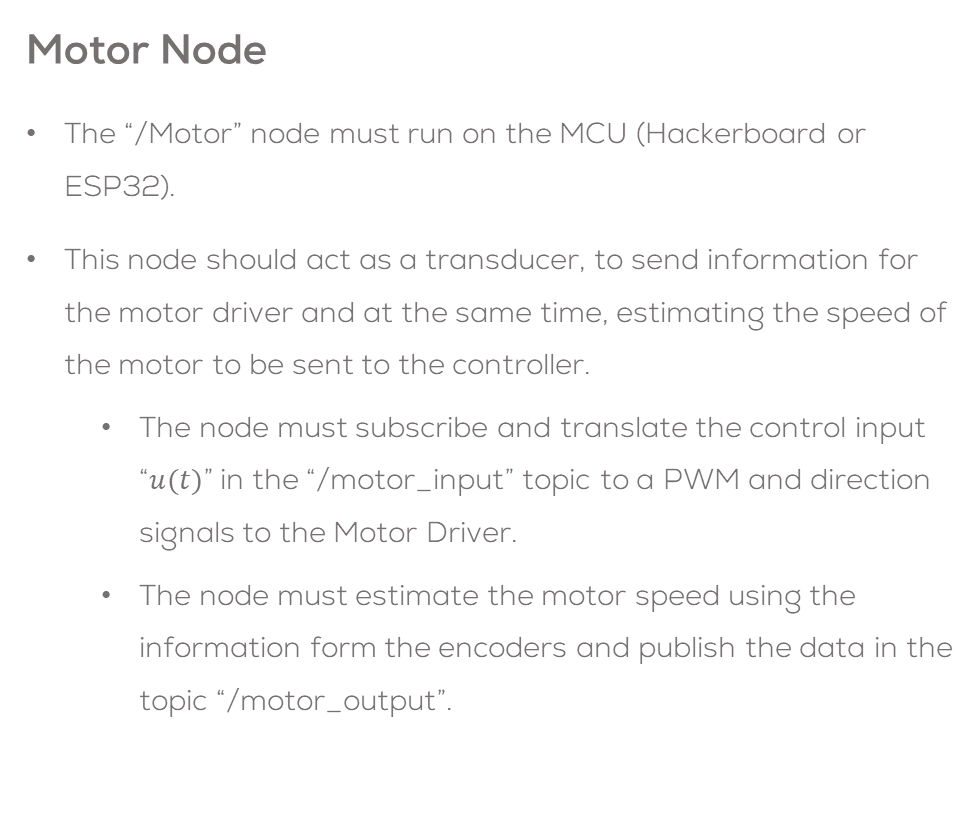 Motor Node
• The “/Motor” node must run on the MCU (Hackerboard or
ESP32).
• This node should act as a transducer, to send information for
the motor driver and at the same time, estimating the speed of
the motor to be sent to the controller.
• The node must subscribe and translate the control input
“u(t)” in the “/motor_input” topic to a PWM and direction
signals to the Motor Driver.
• The node must estimate the motor speed using the
information form the encoders and publish the data in the
topic “/motor_output”.